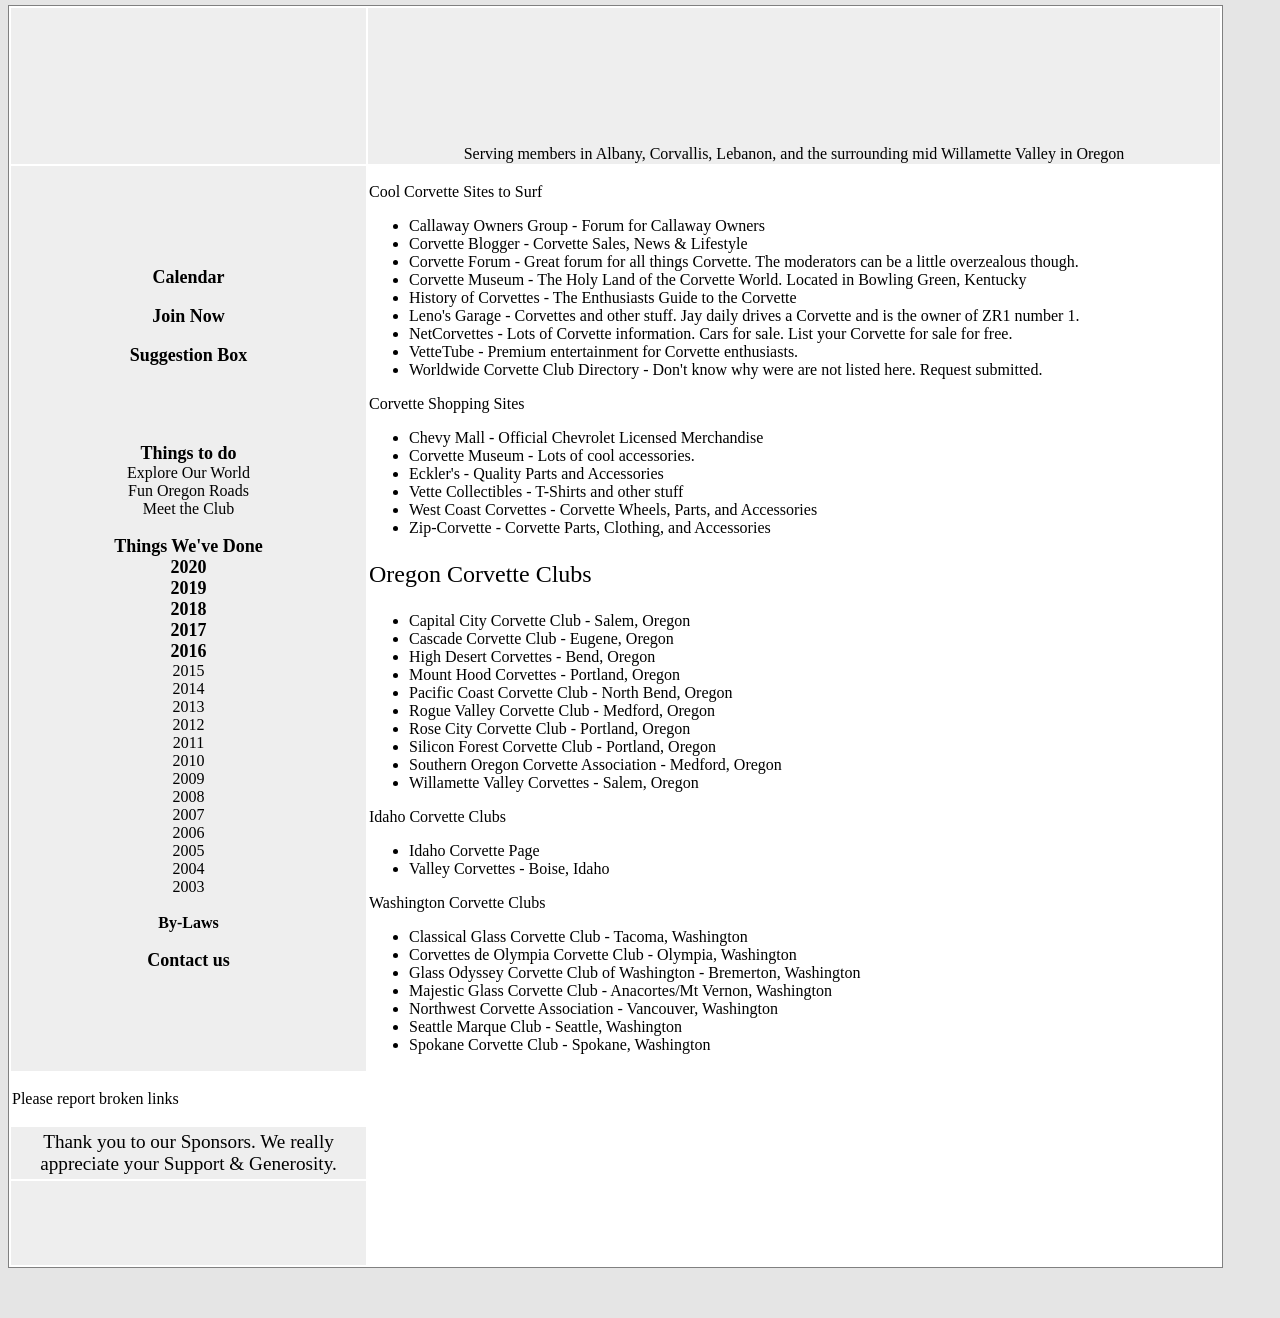 Serving members in Albany, Corvallis, Lebanon, and the surrounding mid Willamette Valley in Oregon
Calendar
Join Now
Suggestion Box
Things to do
Explore Our World
Fun Oregon Roads
Meet the Club
Things We've Done
2020
2019
2018
2017
2016
2015
2014
2013
2012
2011
2010
2009
2008
2007
2006
2005
2004
2003
By-Laws
Contact us
Cool Corvette Sites to Surf
Callaway Owners Group - Forum for Callaway Owners
Corvette Blogger - Corvette Sales, News & Lifestyle
Corvette Forum - Great forum for all things Corvette. The moderators can be a little overzealous though.
Corvette Museum - The Holy Land of the Corvette World. Located in Bowling Green, Kentucky
History of Corvettes - The Enthusiasts Guide to the Corvette
Leno's Garage - Corvettes and other stuff. Jay daily drives a Corvette and is the owner of ZR1 number 1.
NetCorvettes - Lots of Corvette information. Cars for sale. List your Corvette for sale for free.
VetteTube - Premium entertainment for Corvette enthusiasts.
Worldwide Corvette Club Directory - Don't know why were are not listed here. Request submitted.
Corvette Shopping Sites
Chevy Mall - Official Chevrolet Licensed Merchandise
Corvette Museum - Lots of cool accessories.
Eckler's - Quality Parts and Accessories
Vette Collectibles - T-Shirts and other stuff
West Coast Corvettes - Corvette Wheels, Parts, and Accessories
Zip-Corvette - Corvette Parts, Clothing, and Accessories
Oregon Corvette Clubs
Capital City Corvette Club - Salem, Oregon
Cascade Corvette Club - Eugene, Oregon
High Desert Corvettes - Bend, Oregon
Mount Hood Corvettes - Portland, Oregon
Pacific Coast Corvette Club - North Bend, Oregon
Rogue Valley Corvette Club - Medford, Oregon
Rose City Corvette Club - Portland, Oregon
Silicon Forest Corvette Club - Portland, Oregon
Southern Oregon Corvette Association - Medford, Oregon
Willamette Valley Corvettes - Salem, Oregon
Idaho Corvette Clubs
Idaho Corvette Page
Valley Corvettes - Boise, Idaho
Washington Corvette Clubs
Classical Glass Corvette Club - Tacoma, Washington
Corvettes de Olympia Corvette Club - Olympia, Washington
Glass Odyssey Corvette Club of Washington - Bremerton, Washington
Majestic Glass Corvette Club - Anacortes/Mt Vernon, Washington
Northwest Corvette Association - Vancouver, Washington
Seattle Marque Club - Seattle, Washington
Spokane Corvette Club - Spokane, Washington
Please report broken links
Thank you to our Sponsors. We really
appreciate your Support & Generosity.